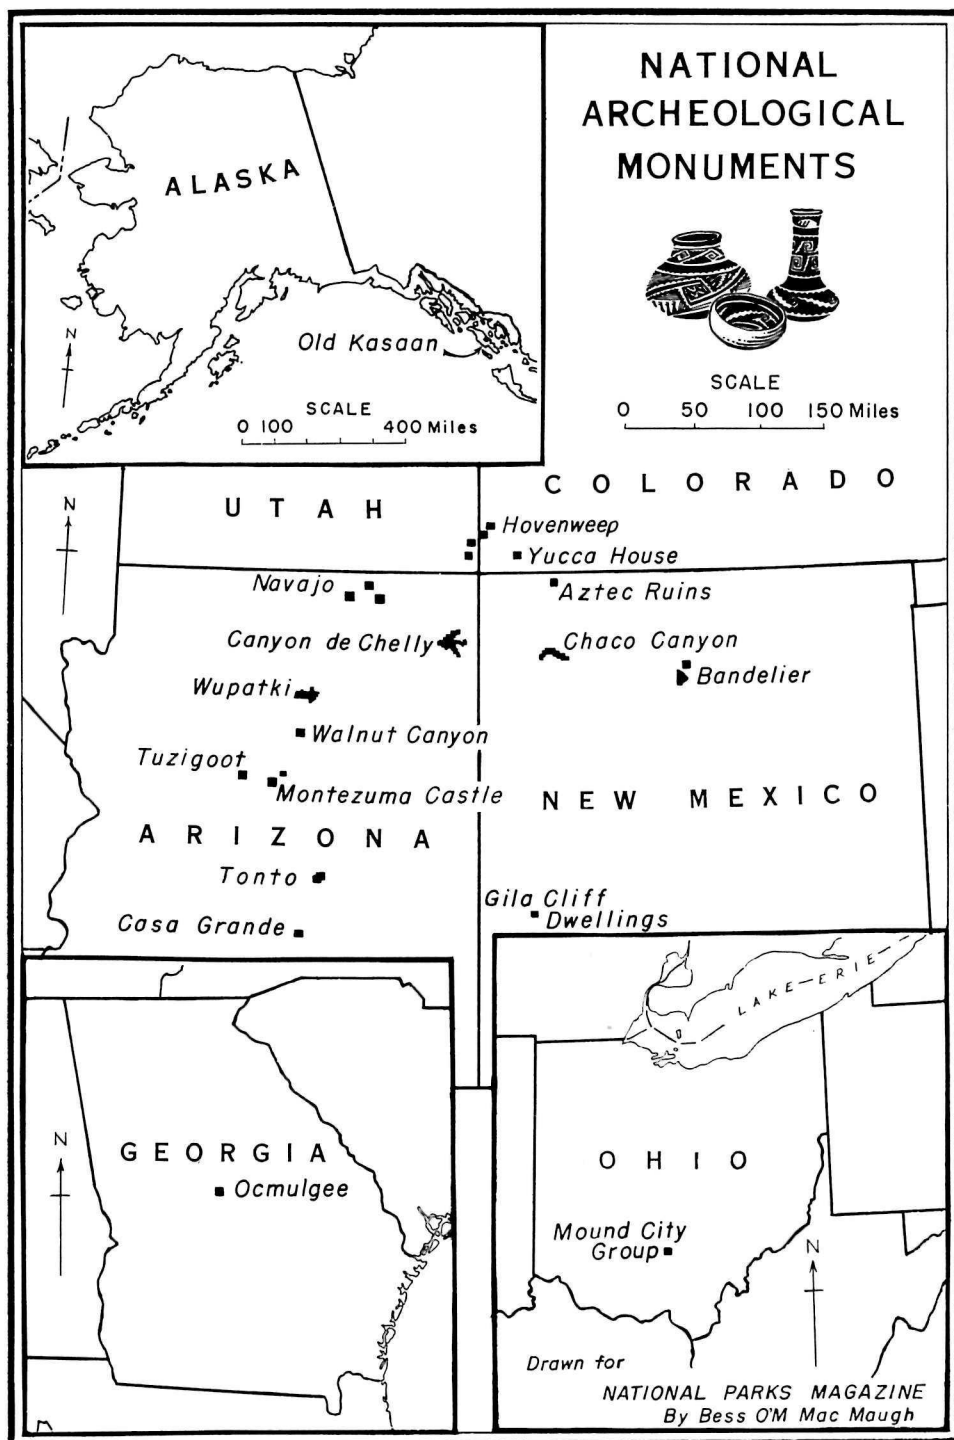 NATIONAL
ARCHEOLOGICAL
MONUMENTS
SCALE
0 50 100 150 Miles
ALASKA
N
Old Kasaan
SCALE
0 100 400 Miles
N
UTAH
COLORADO
Hovenweep
Yucca House
Navajo
Aztec Ruins
Canyon de Chelly
Chaco Canyon
Wupatki
Bandelier
Walnut Canyon
Tuzigoot
Montezuma Castle
NEW MEXICO
ARIZONA
Tonto
Gila Cliff
Dwellings
Casa Grande
GEORGIA
N
Ocmulgee
LAKE ERIE
OHIO
Mound City
Group
N
Drawn for
NATIONAL PARKS MAGAZINE
By Bess O'M Mac Maugh